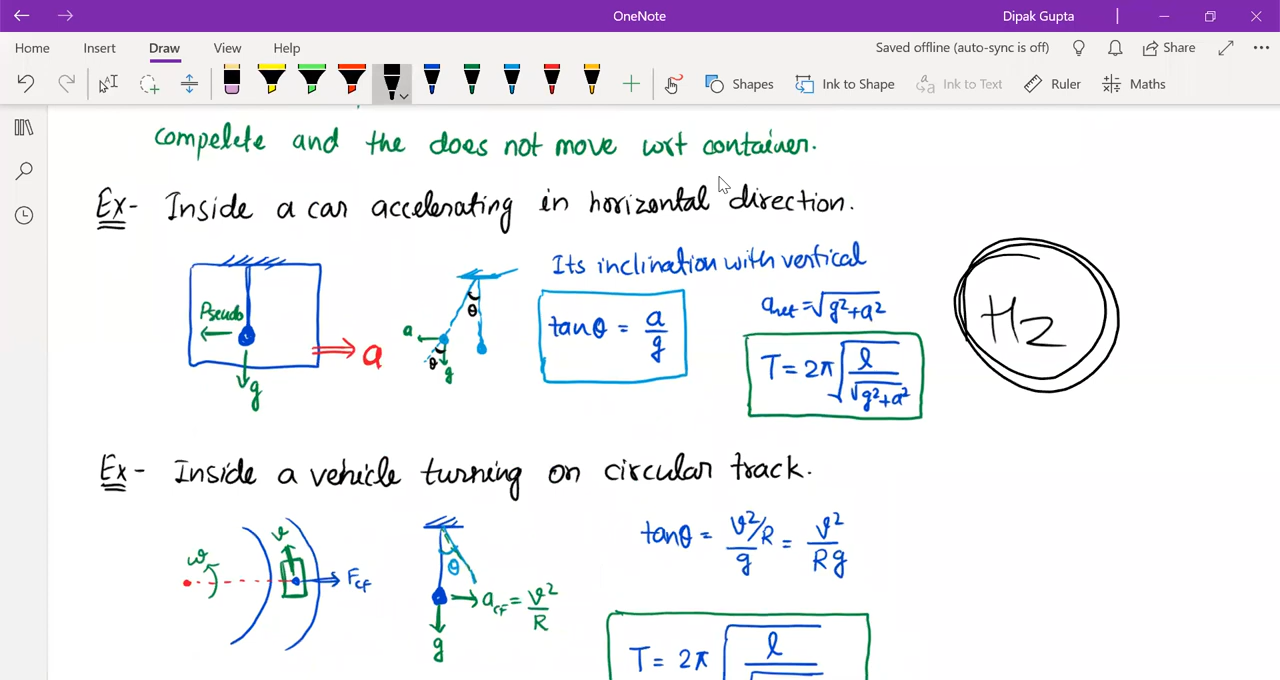 OneNote
Dipak Gupta
Home Insert Draw View Help
Saved offline (auto-sync is off) Share
Shapes Ink to Shape Ink to Text Ruler Maths
compelete and the does not move wrt container.
Ex- Inside a car accelerating in horizontal direction.
Its inclination with vertical
Pseudo
a
g
θ
a
θ
g
tanθ = a/g
anet = √g²+a²
T = 2π √l/√g²+a²
Hz
Ex- Inside a vehicle turning on circular track.
ω
v
FCF
θ
aCF = v²/R
g
tanθ = v²/R/g = v²/Rg
T = 2π √l/√